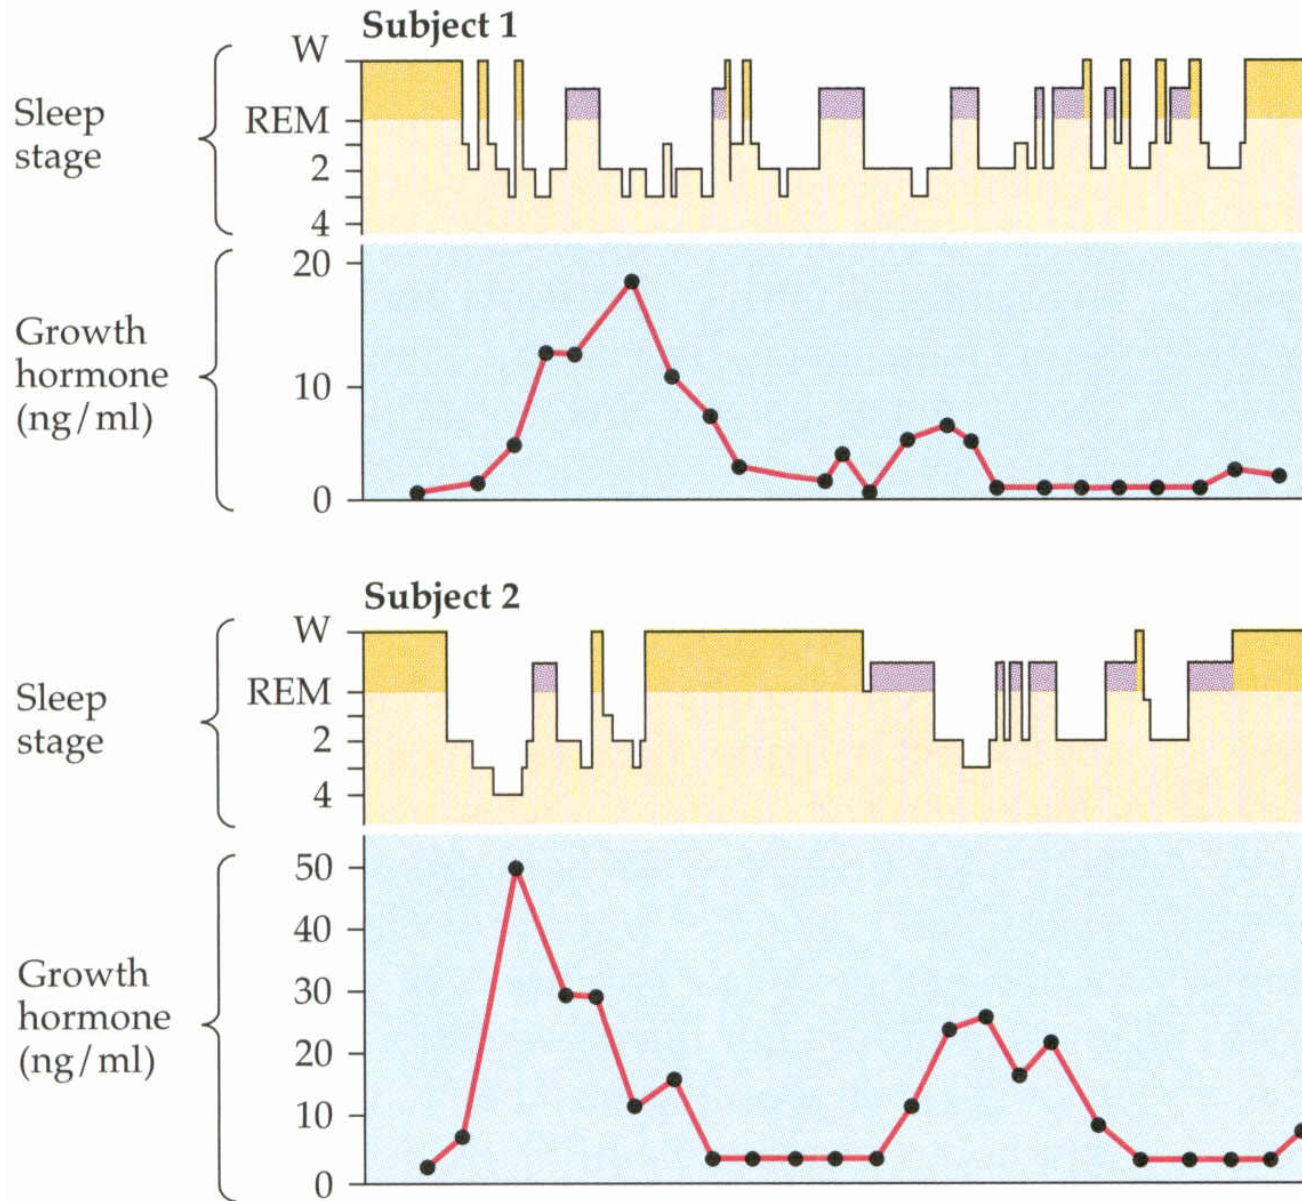 Subject 1
Sleep
stage
W
REM
2
4
Growth
hormone
(ng/ml)
20
10
0
Subject 2
Sleep
stage
W
REM
2
4
Growth
hormone
(ng/ml)
50
40
30
20
10
0